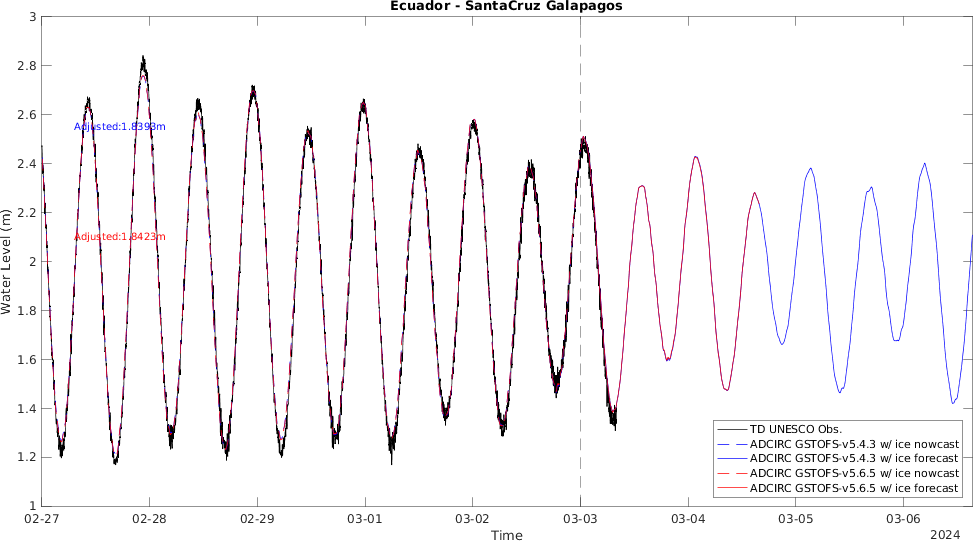 Ecuador - SantaCruz Galapagos
3
2.8
2.6
2.4
2.2
2
1.8
1.6
1.4
1.2
1
Water Level (m)
Adjusted:1.8393m
Adjusted:1.8423m
TD UNESCO Obs.
ADCIRC GSTOFS-v5.4.3 w/ ice nowcast
ADCIRC GSTOFS-v5.4.3 w/ ice forecast
ADCIRC GSTOFS-v5.6.5 w/ ice nowcast
ADCIRC GSTOFS-v5.6.5 w/ ice forecast
02-27 02-28 02-29 03-01 03-02 03-03 03-04 03-05 03-06
Time
2024